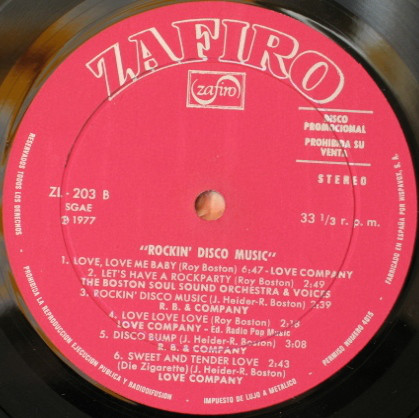 ZAFIRO
zafiro
DISCO
PROMOCIONAL
PROHIBIDA SU
VENTA
ZL - 203 B
SGAE
℗ 1977
STEREO
33 1/3 r. p. m.
"ROCKIN' DISCO MUSIC"
1. LOVE, LOVE ME BABY (Roy Boston) 6:47 - LOVE COMPANY
2. LET'S HAVE A ROCKPARTY (Roy Boston) 2:49
THE BOSTON SOUL SOUND ORCHESTRA & VOICES
3. ROCKIN' DISCO MUSIC (J. Heider-R. Boston) 2:39
R. B. & COMPANY
4. LOVE LOVE LOVE (Roy Boston) 2:18
LOVE COMPANY - Ed. Radio Pop Music
5. DISCO BUMP (J. Heider-R. Boston) 3:08
R. B. & COMPANY
6. SWEET AND TENDER LOVE 2:43
(Die Zigarette) (J. Heider-R. Boston)
LOVE COMPANY
RESERVADOS TODOS LOS DERECHOS
PROHIBIDA LA REPRODUCCION EJECUCION PUBLICA Y RADIODIFUSION
IMPUESTO DE LUJO A METALICO
PERMISO NUMERO 4015
FABRICADO EN ESPAÑA POR HISPAVOX, S. A.